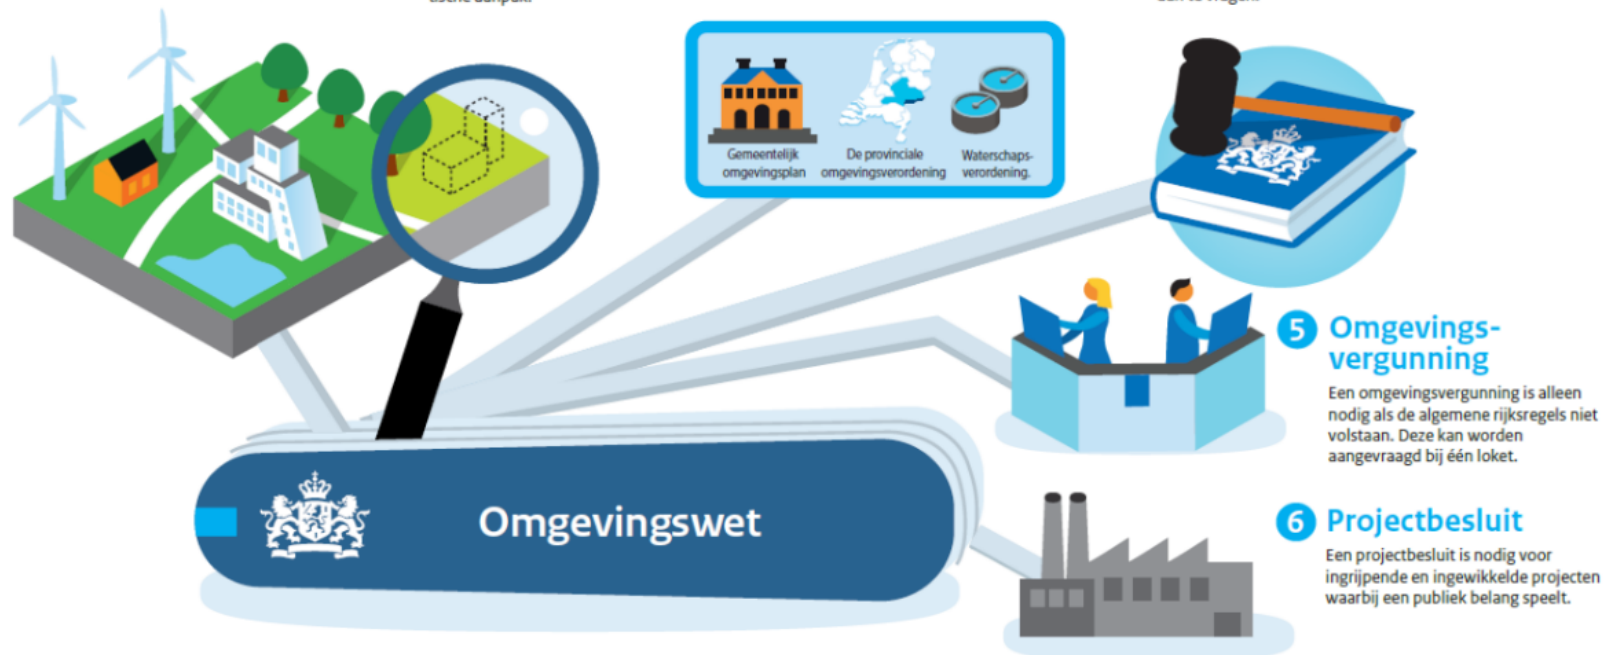 Gemeentelijk
omgevingsplan
De provinciale
omgevingsverordening
Waterschaps-
verordening.
5 Omgevings-
vergunning
Een omgevingsvergunning is alleen
nodig als de algemene rijksregels niet
volstaan. Deze kan worden
aangevraagd bij één loket.
Omgevingswet
6 Projectbesluit
Een projectbesluit is nodig voor
ingrijpende en ingewikkelde projecten
waarbij een publiek belang speelt.